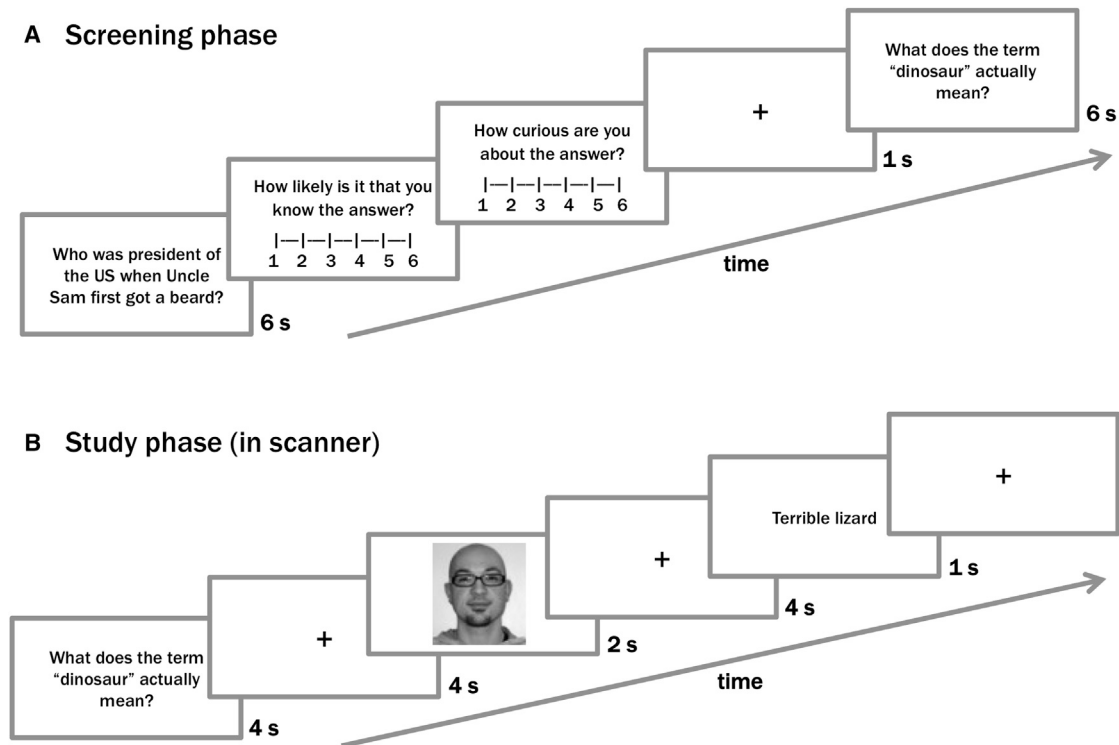 A Screening phase
Who was president of
the US when Uncle
Sam first got a beard?
6 s
How likely is it that you
know the answer?
1 2 3 4 5 6
How curious are you
about the answer?
1 2 3 4 5 6
+
1 s
What does the term
“dinosaur” actually
mean?
6 s
time
B Study phase (in scanner)
What does the term
“dinosaur” actually
mean?
4 s
+
4 s
2 s
+
4 s
Terrible lizard
1 s
+
time